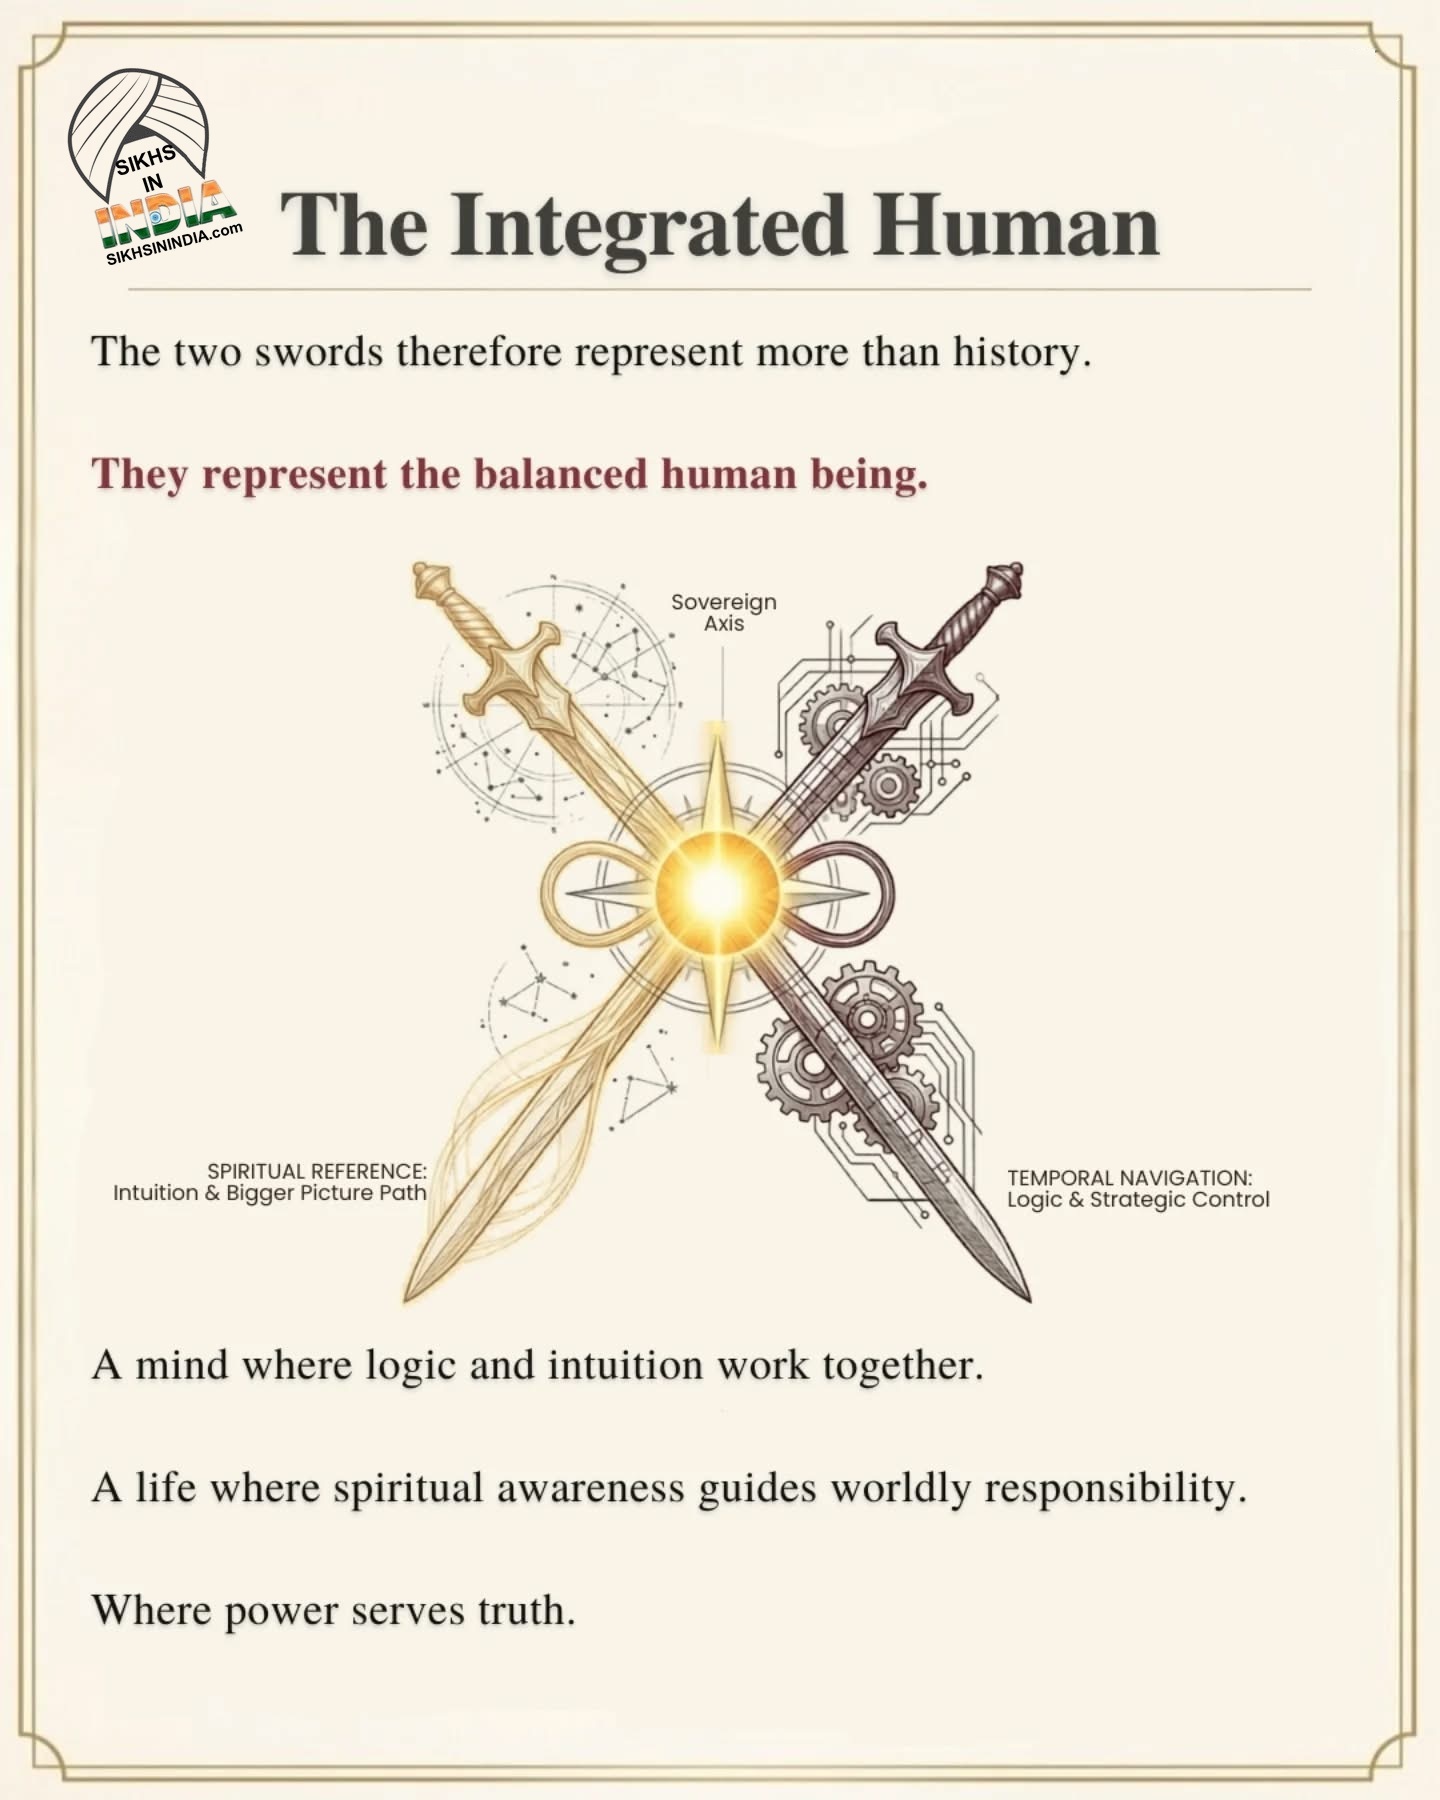 SIKHS
IN
INDIA
SIKHSININDIA.com
The Integrated Human
The two swords therefore represent more than history.
They represent the balanced human being.
Sovereign
Axis
SPIRITUAL REFERENCE:
Intuition & Bigger Picture Path
TEMPORAL NAVIGATION:
Logic & Strategic Control
A mind where logic and intuition work together.
A life where spiritual awareness guides worldly responsibility.
Where power serves truth.